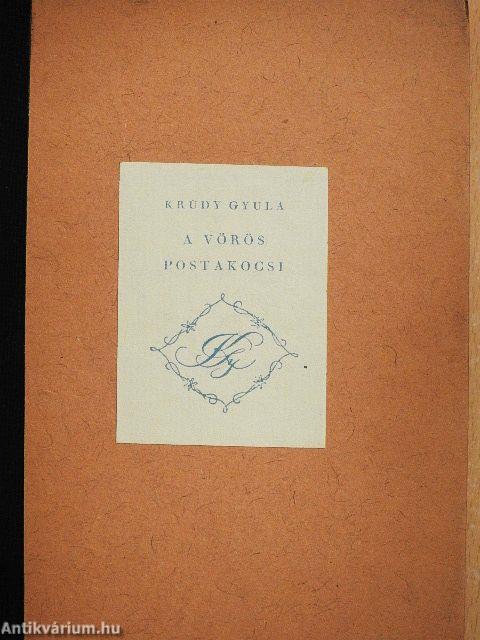 KRÚDY GYULA
A VÖRÖS
POSTAKOCSI
Antikvárium.hu